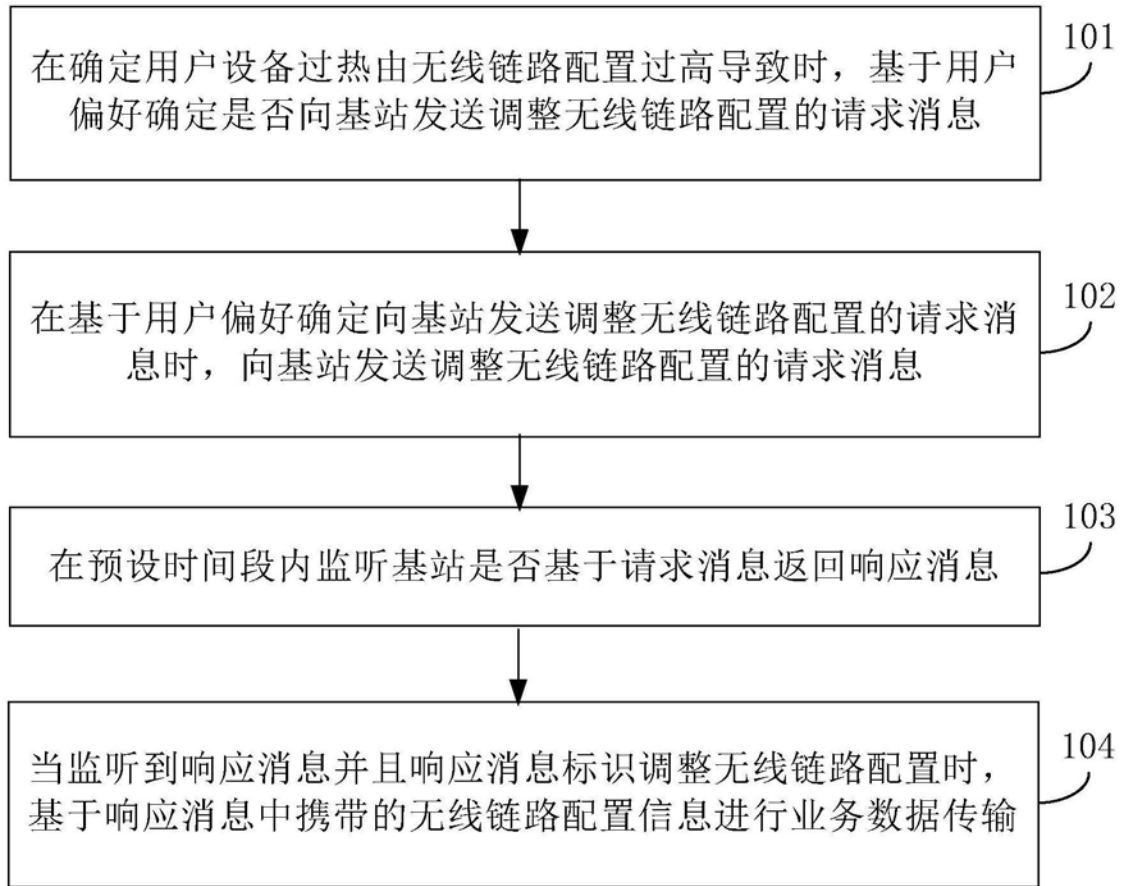 在确定用户设备过热由无线链路配置过高导致时，基于用户
偏好确定是否向基站发送调整无线链路配置的请求消息
101
在基于用户偏好确定向基站发送调整无线链路配置的请求消
息时，向基站发送调整无线链路配置的请求消息
102
在预设时间段内监听基站是否基于请求消息返回响应消息
103
当监听到响应消息并且响应消息标识调整无线链路配置时，
基于响应消息中携带的无线链路配置信息进行业务数据传输
104